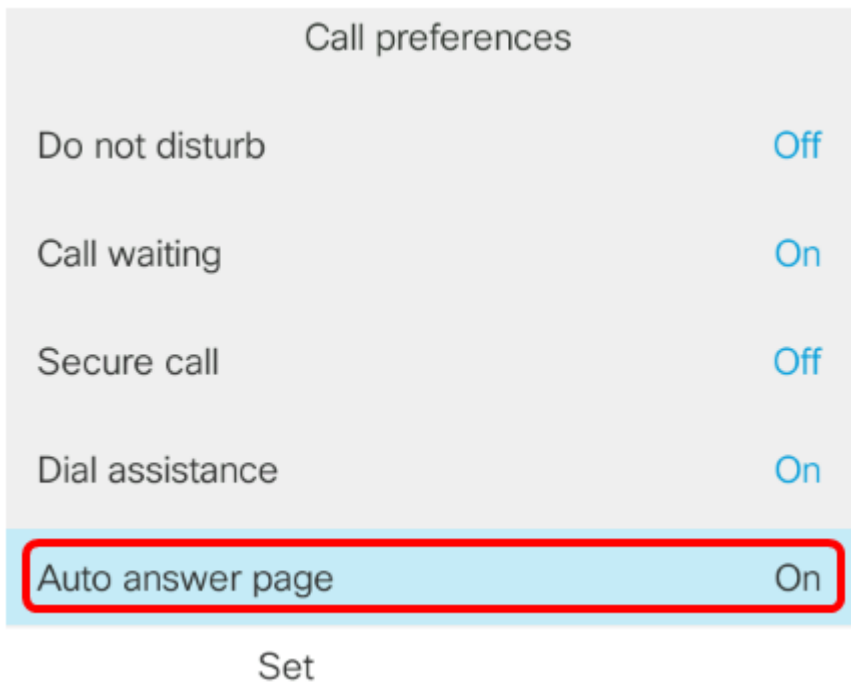 Call preferences
Do not disturb Off
Call waiting On
Secure call Off
Dial assistance On
Auto answer page On
Set